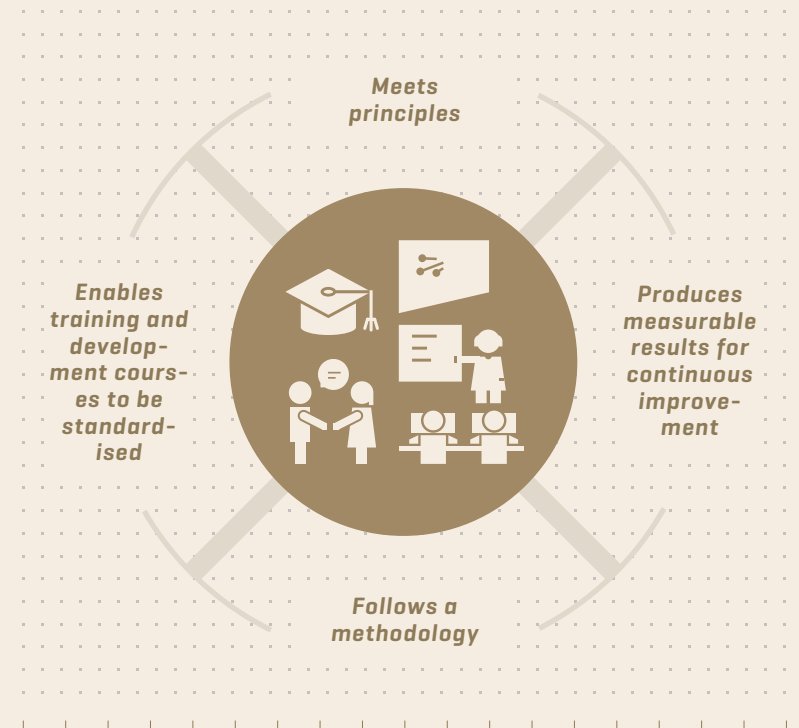 Meets
principles
Enables
training and
develop-
ment cours-
es to be
standard-
ised
Produces
measurable
results for
continuous
improve-
ment
Follows a
methodology